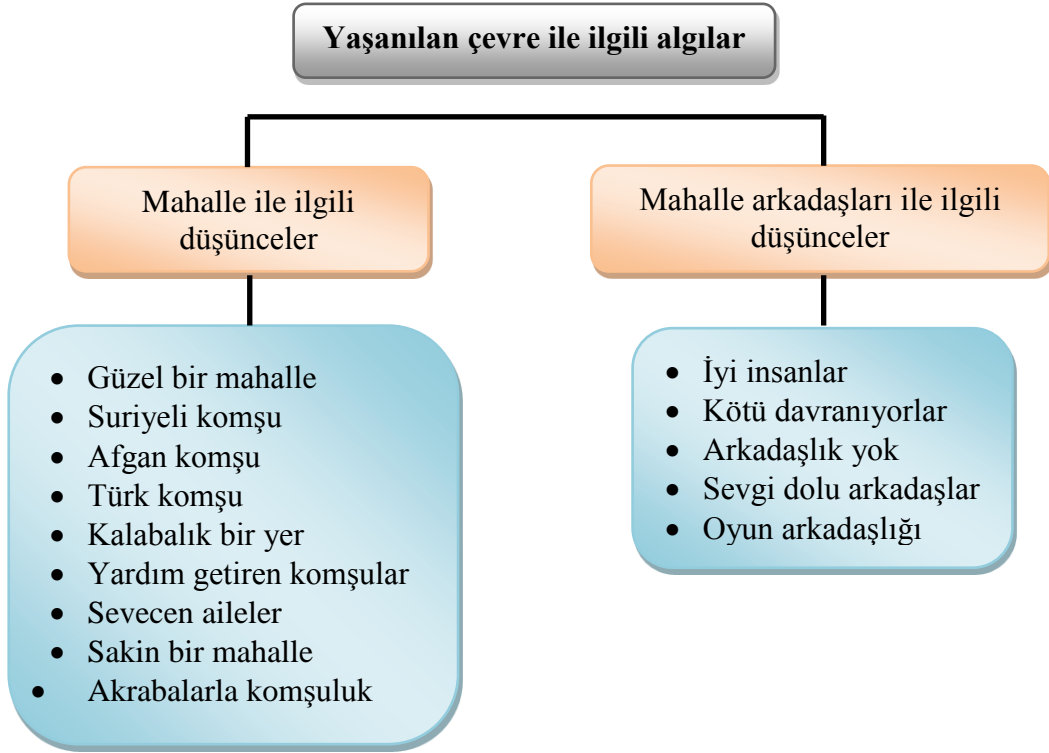 Yaşanılan çevre ile ilgili algılar
Mahalle ile ilgili
düşünceler
• Güzel bir mahalle
• Suriyeli komşu
• Afgan komşu
• Türk komşu
• Kalabalık bir yer
• Yardım getiren komşular
• Sevecen aileler
• Sakin bir mahalle
• Akrabalarla komşuluk
Mahalle arkadaşları ile ilgili
düşünceler
• İyi insanlar
• Kötü davranıyorlar
• Arkadaşlık yok
• Sevgi dolu arkadaşlar
• Oyun arkadaşlığı